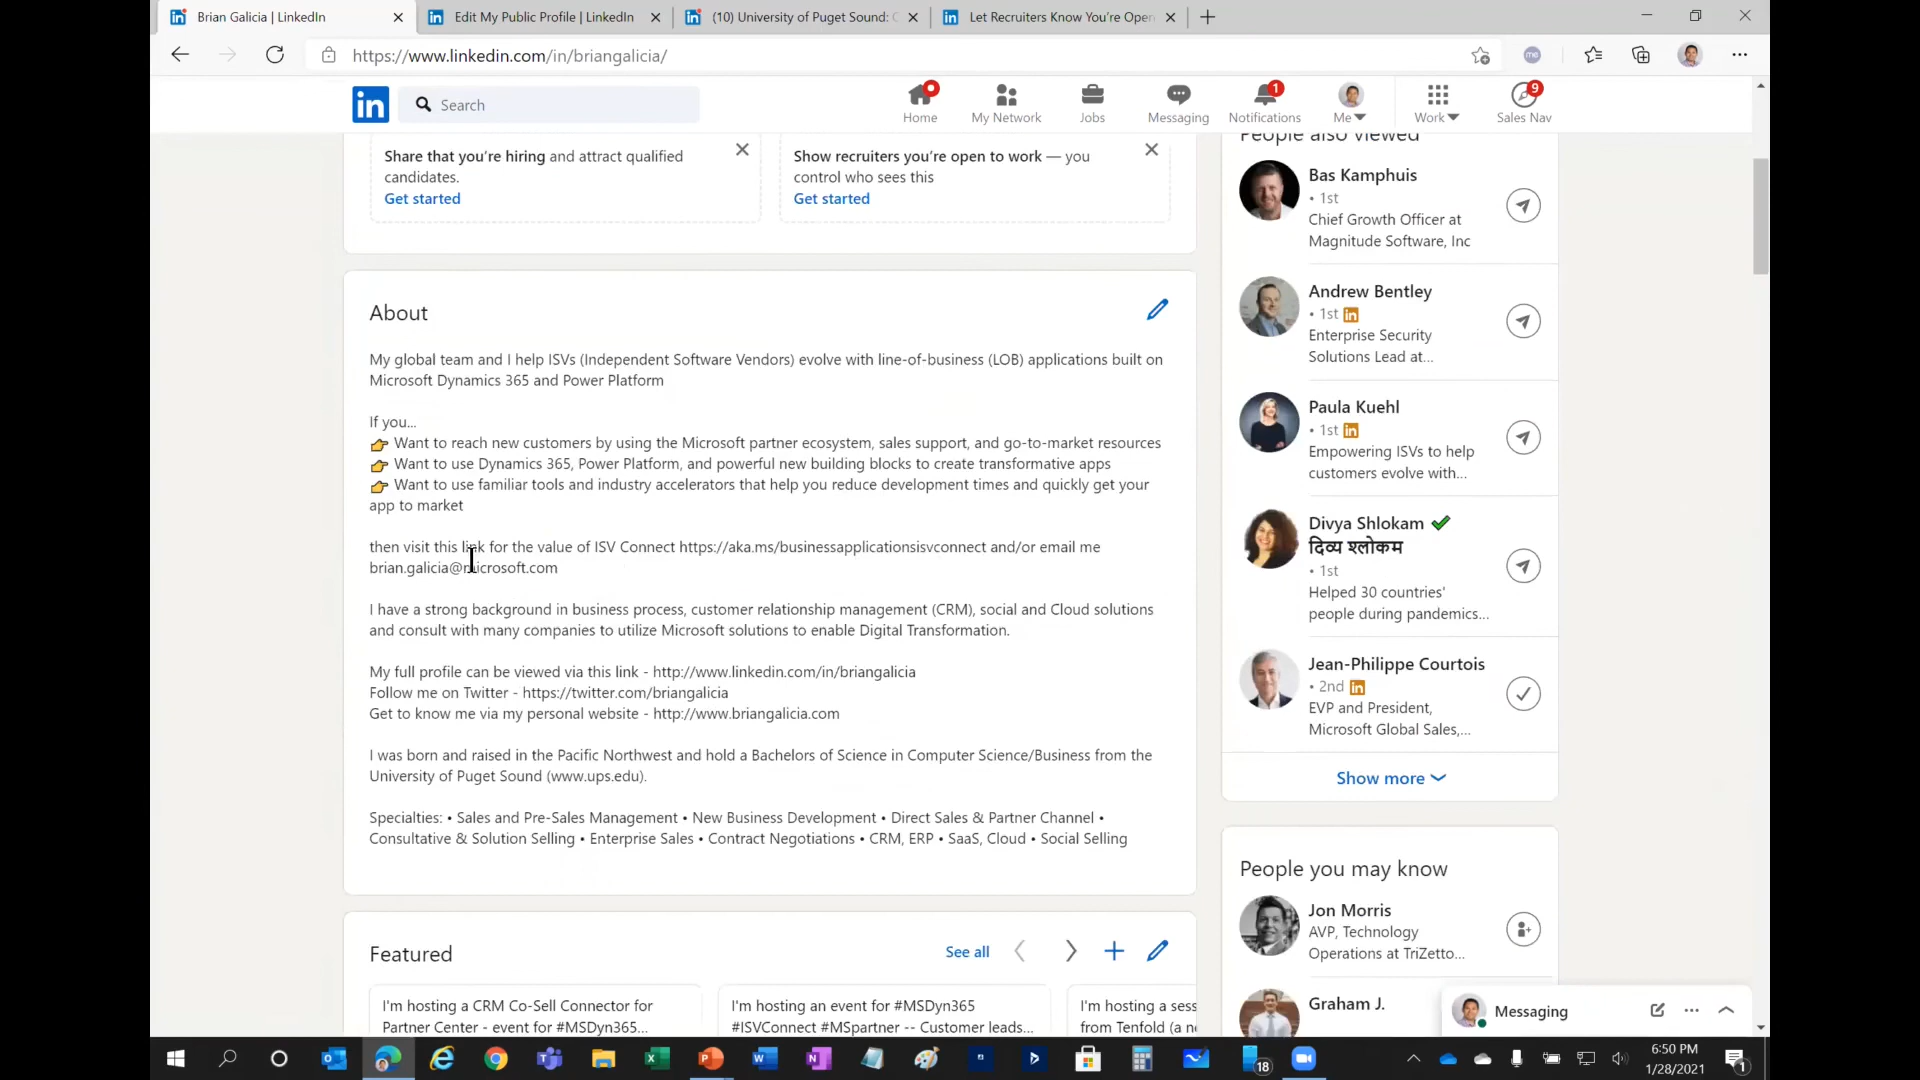 Brian Galicia | LinkedIn
Edit My Public Profile | LinkedIn
(10) University of Puget Sound:
Let Recruiters Know You're Open
https://www.linkedin.com/in/briangalicia/
me
in
Search
Home
My Network
Jobs
Messaging
1
Notifications
Me
Work
9
Sales Nav
Share that you're hiring and attract qualified
candidates.
Get started
Show recruiters you're open to work — you
control who sees this
Get started
About
My global team and I help ISVs (Independent Software Vendors) evolve with line-of-business (LOB) applications built on
Microsoft Dynamics 365 and Power Platform
If you...
👉 Want to reach new customers by using the Microsoft partner ecosystem, sales support, and go-to-market resources
👉 Want to use Dynamics 365, Power Platform, and powerful new building blocks to create transformative apps
👉 Want to use familiar tools and industry accelerators that help you reduce development times and quickly get your
app to market
then visit this link for the value of ISV Connect https://aka.ms/businessapplicationsisvconnect and/or email me
brian.galicia@microsoft.com
I have a strong background in business process, customer relationship management (CRM), social and Cloud solutions
and consult with many companies to utilize Microsoft solutions to enable Digital Transformation.
My full profile can be viewed via this link - http://www.linkedin.com/in/briangalicia
Follow me on Twitter - https://twitter.com/briangalicia
Get to know me via my personal website - http://www.briangalicia.com
I was born and raised in the Pacific Northwest and hold a Bachelors of Science in Computer Science/Business from the
University of Puget Sound (www.ups.edu).
Specialties: • Sales and Pre-Sales Management • New Business Development • Direct Sales & Partner Channel •
Consultative & Solution Selling • Enterprise Sales • Contract Negotiations • CRM, ERP • SaaS, Cloud • Social Selling
Featured
See all
I'm hosting a CRM Co-Sell Connector for
Partner Center - event for #MSDyn365...
I'm hosting an event for #MSDyn365
#ISVConnect #MSpartner -- Customer leads...
I'm hosting a sess
from Tenfold (a n
People also viewed
Bas Kamphuis
• 1st
Chief Growth Officer at
Magnitude Software, Inc
Andrew Bentley
• 1st in
Enterprise Security
Solutions Lead at...
Paula Kuehl
• 1st in
Empowering ISVs to help
customers evolve with...
Divya Shlokam
दिव्य श्लोकम
• 1st
Helped 30 countries'
people during pandemics...
Jean-Philippe Courtois
• 2nd in
EVP and President,
Microsoft Global Sales,...
Show more
People you may know
Jon Morris
AVP, Technology
Operations at TriZetto...
Graham J.
Messaging
18
6:50 PM
1/28/2021
1